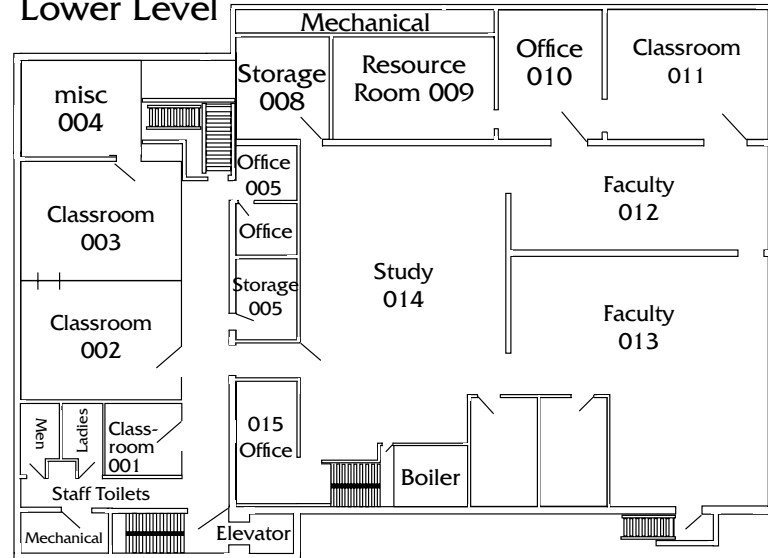 Lower Level
Mechanical
Storage
008
Resource
Room 009
Office
010
Classroom
011
misc
004
Office
005
Faculty
012
Classroom
003
Office
Storage
005
Study
014
Faculty
013
Classroom
002
Men
Ladies
Class-
room
001
015
Office
Boiler
Staff Toilets
Mechanical
Elevator